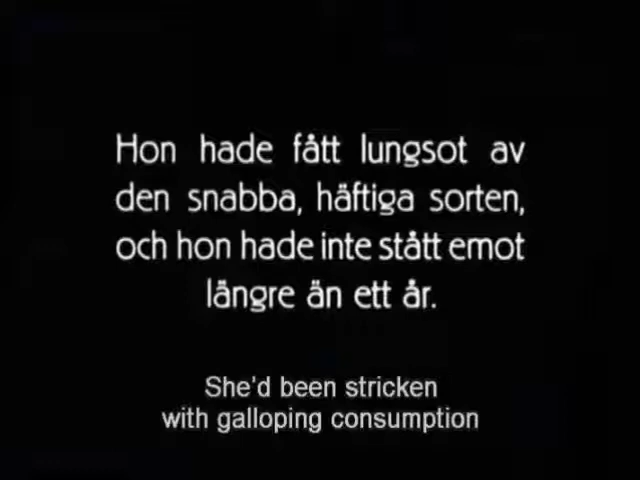 Hon hade fått lungsot av
den snabba, häftiga sorten,
och hon hade inte stått emot
längre än ett år.
She'd been stricken
with galloping consumption